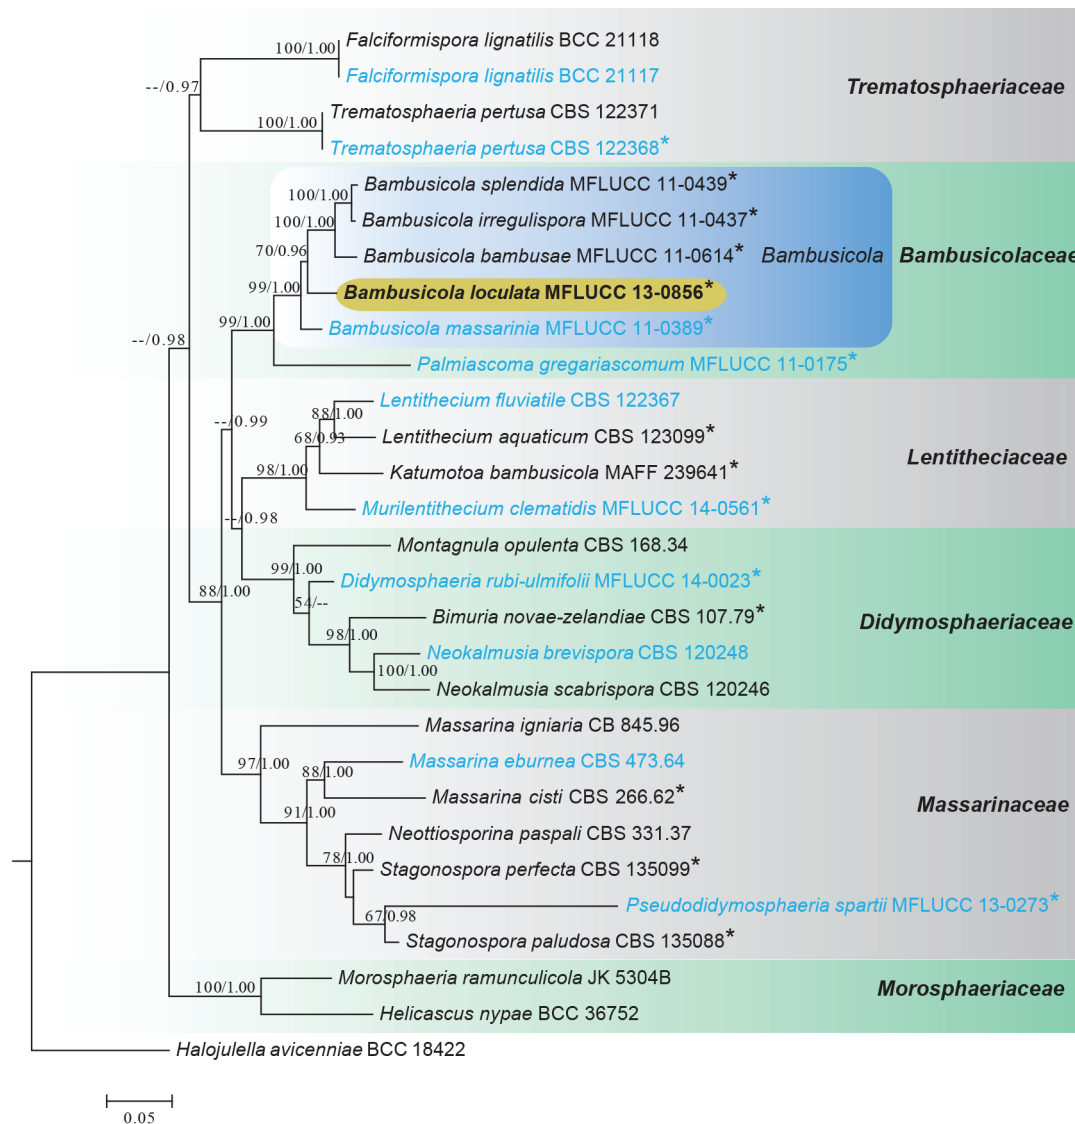 Falciformispora lignatilis BCC 21118
100/1.00
Falciformispora lignatilis BCC 21117
--/0.97
Trematosphaeriaceae
Trematosphaeria pertusa CBS 122371
100/1.00
Trematosphaeria pertusa CBS 122368*
Bambusicola splendida MFLUCC 11-0439*
100/1.00
Bambusicola irregulispora MFLUCC 11-0437*
100/1.00
Bambusicola bambusae MFLUCC 11-0614*
Bambusicola
Bambusicolaceae
70/0.96
Bambusicola loculata MFLUCC 13-0856*
99/1.00
Bambusicola massarinia MFLUCC 11-0389*
99/1.00
--/0.98
Palmiascoma gregariascomum MFLUCC 11-0175*
Lentithecium fluviatile CBS 122367
88/1.00
--/0.99
Lentithecium aquaticum CBS 123099*
68/0.93
Lentitheciaceae
Katumotoa bambusicola MAFF 239641*
98/1.00
Murilentithecium clematidis MFLUCC 14-0561*
--/0.98
Montagnula opulenta CBS 168.34
99/1.00
Didymosphaeria rubi-ulmifolii MFLUCC 14-0023*
88/1.00
54/--
Bimuria novae-zelandiae CBS 107.79*
Didymosphaeriaceae
98/1.00
Neokalmusia brevispora CBS 120248
100/1.00
Neokalmusia scabrispora CBS 120246
Massarina igniaria CB 845.96
97/1.00
Massarina eburnea CBS 473.64
88/1.00
Massarina cisti CBS 266.62*
Massarinaceae
91/1.00
Neottiosporina paspali CBS 331.37
78/1.00
Stagonospora perfecta CBS 135099*
Pseudodidymosphaeria spartii MFLUCC 13-0273*
67/0.98
Stagonospora paludosa CBS 135088*
Morosphaeria ramunculicola JK 5304B
100/1.00
Morosphaeriaceae
Helicascus nypae BCC 36752
Halojulella avicenniae BCC 18422
0.05